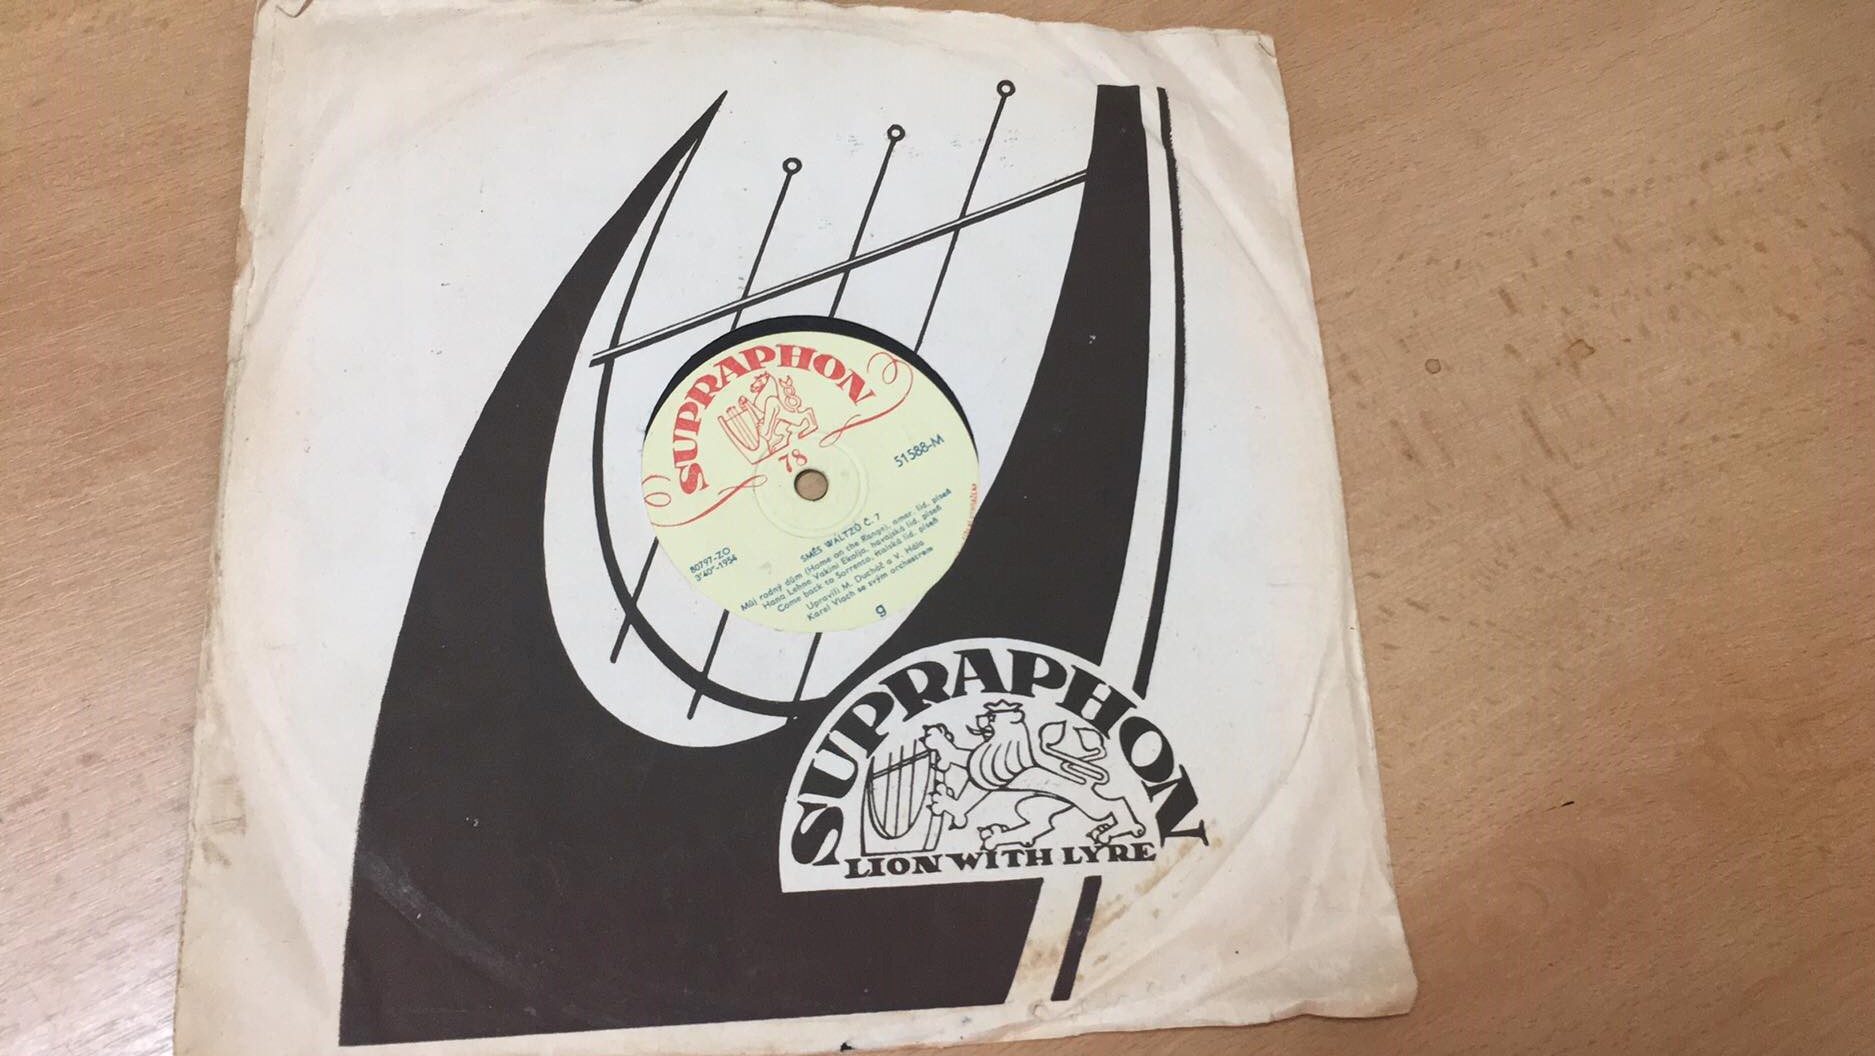 SUPRAPHON
78
51588-M
80797-ZO
3'40"-1954
SMĚS WALTZŮ Č. 7
Můj rodný dům (Home on the Range), amer. lid. píseň
Hana Lehne Vakini Ekolja, havajská lid. píseň
Come back to Sorrento, italská lid. píseň
Upravili M. Ducháč a V. Hála
Karel Vlach se svým orchestrem
g
SUPRAPHON
LION WITH LYRE